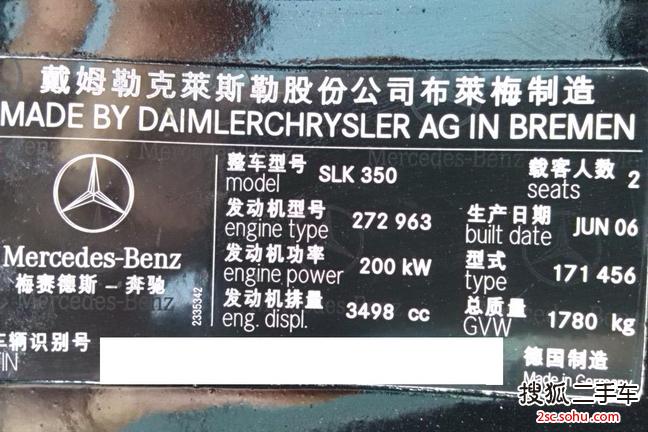 戴姆勒克萊斯勒股份公司布萊梅制造
MADE BY DAIMLERCHRYSLER AG IN BREMEN
Mercedes-Benz
梅赛德斯－奔驰
2335342
整车型号
model SLK 350
载客人数
seats 2
发动机型号
engine type 272 963
生产日期
built date JUN 06
发动机功率
engine power 200 kW
型式
type 171 456
发动机排量
eng. displ. 3498 cc
总质量
GVW 1780 kg
车辆识别号
德国制造
Made in Germany
搜狐二手车
2sc.sohu.com